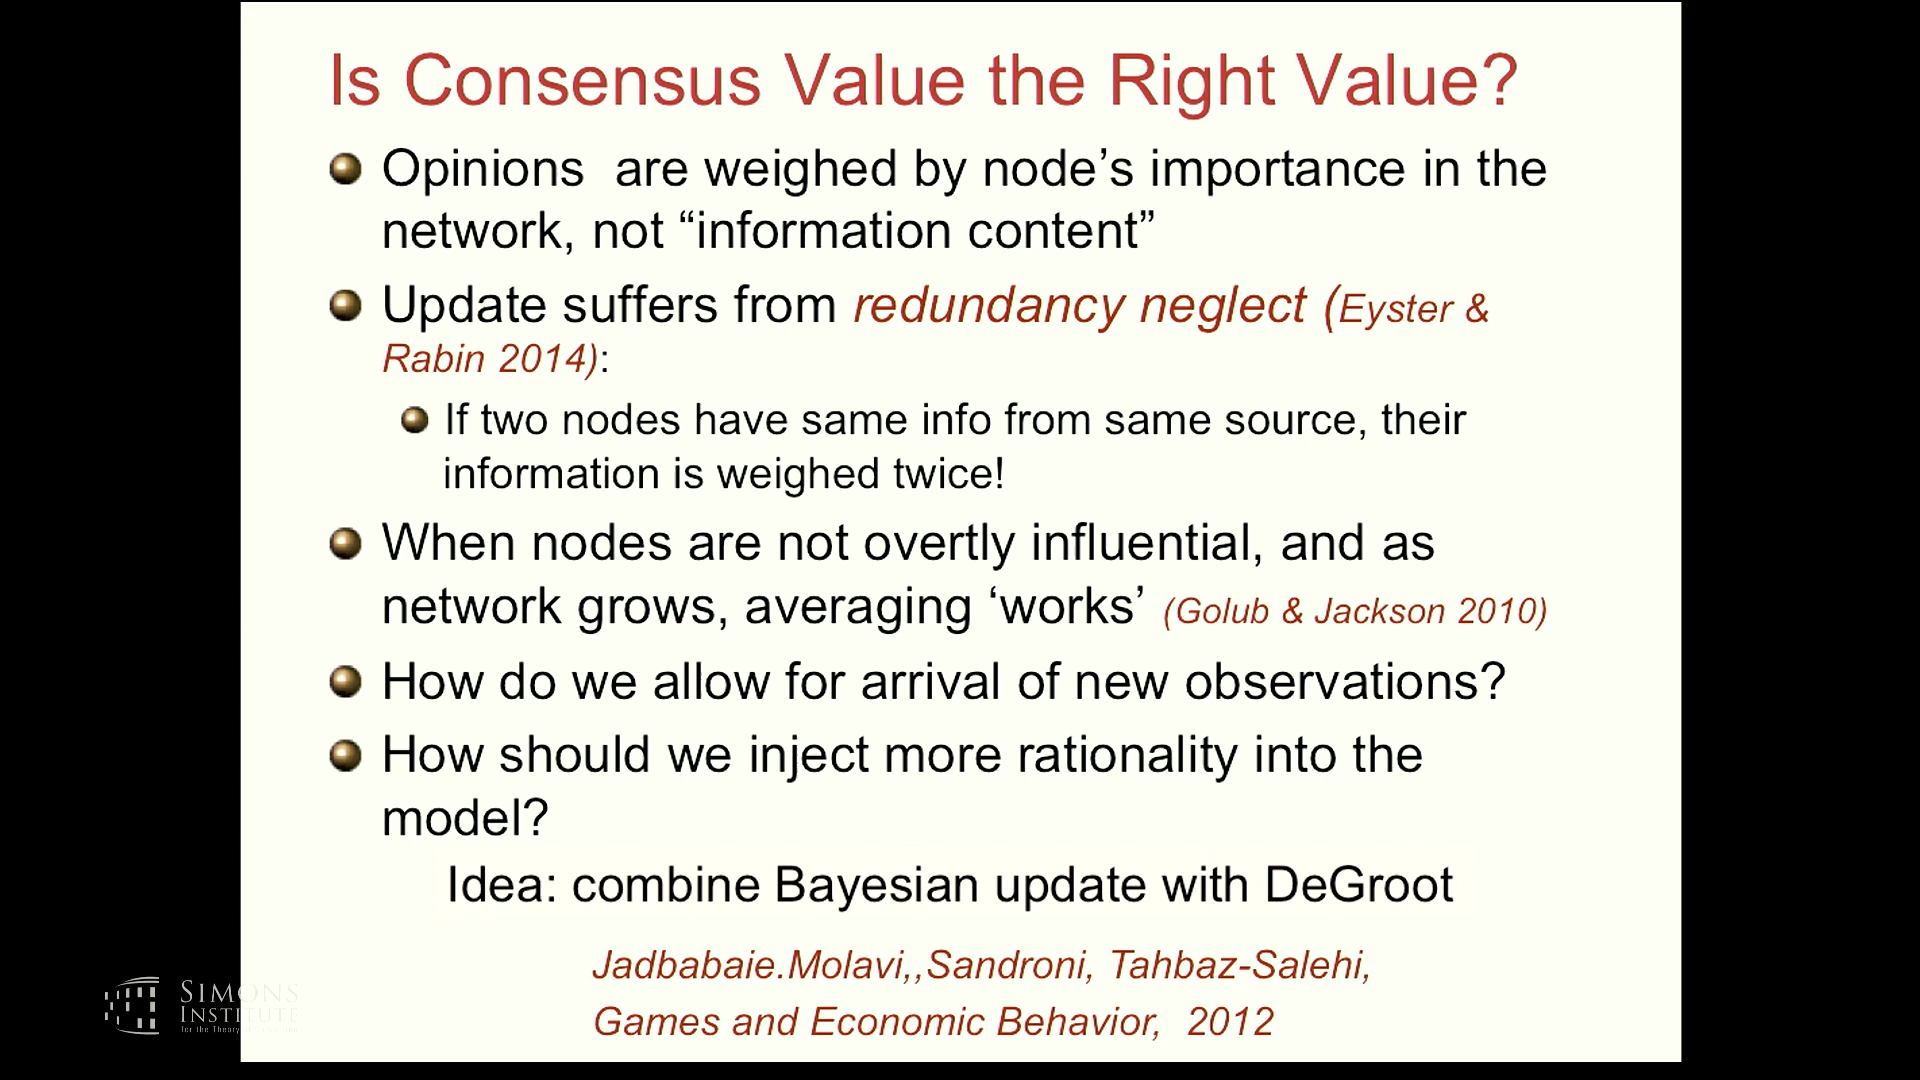 Is Consensus Value the Right Value?
Opinions are weighed by node’s importance in the
network, not “information content”
Update suffers from redundancy neglect (Eyster &
Rabin 2014):
If two nodes have same info from same source, their
information is weighed twice!
When nodes are not overtly influential, and as
network grows, averaging ‘works’ (Golub & Jackson 2010)
How do we allow for arrival of new observations?
How should we inject more rationality into the
model?
Idea: combine Bayesian update with DeGroot
Jadbabaie.Molavi,,Sandroni, Tahbaz-Salehi,
Games and Economic Behavior, 2012
SIMONS
INSTITUTE
for the Theory